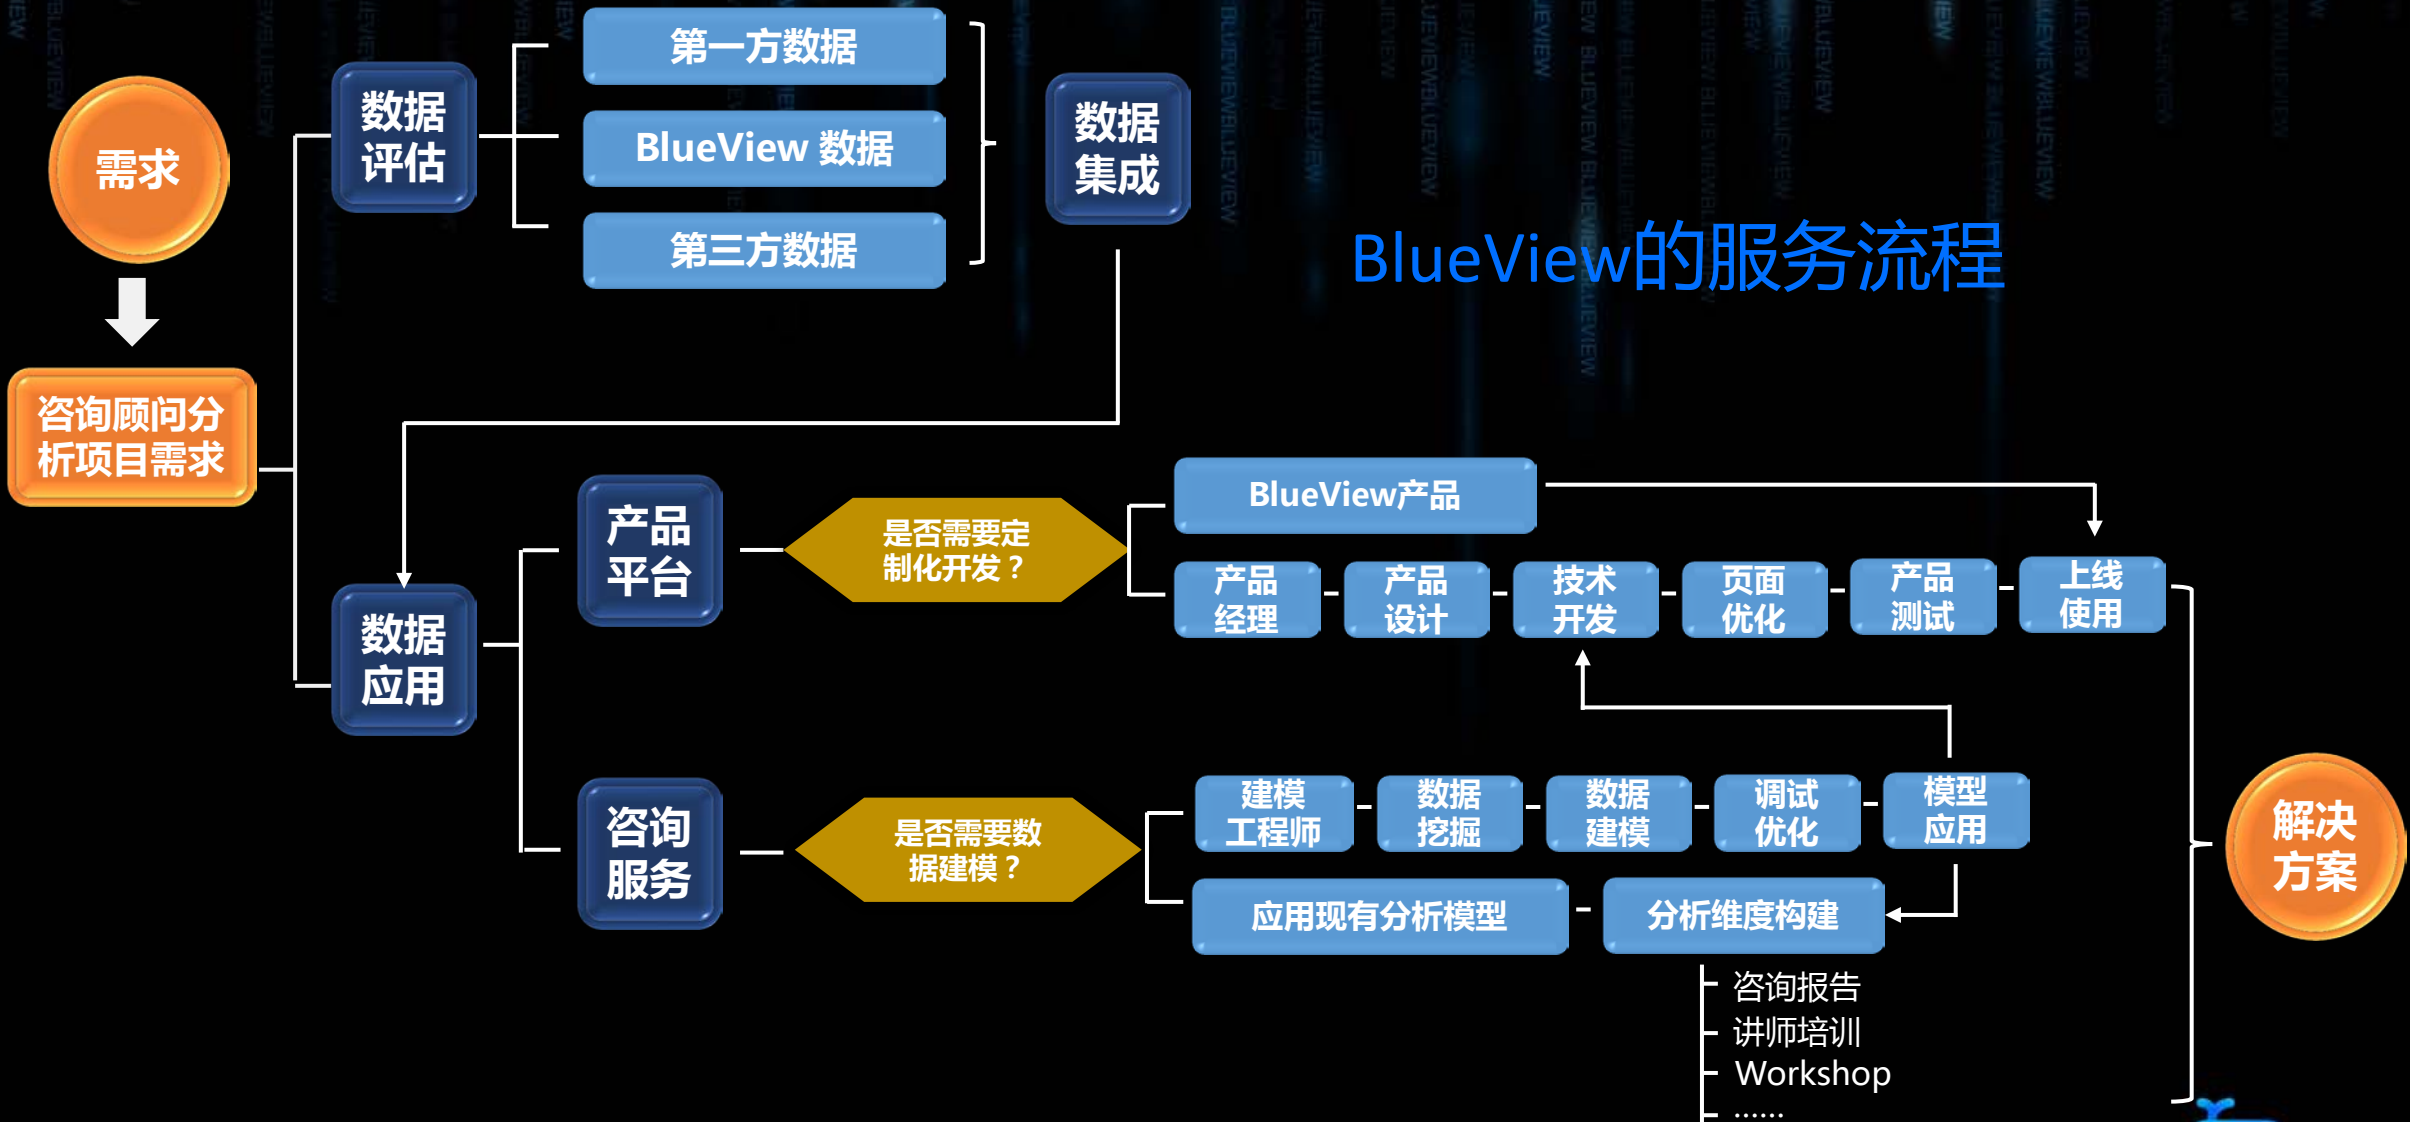 需求
咨询顾问分
析项目需求
数据
评估
第一方数据
BlueView 数据
第三方数据
数据
集成
BlueView的服务流程
数据
应用
产品
平台
是否需要定
制化开发？
BlueView产品
产品
经理
产品
设计
技术
开发
页面
优化
产品
测试
上线
使用
咨询
服务
是否需要数
据建模？
建模
工程师
数据
挖掘
数据
建模
调试
优化
模型
应用
应用现有分析模型
分析维度构建
咨询报告
讲师培训
Workshop
......
解决
方案